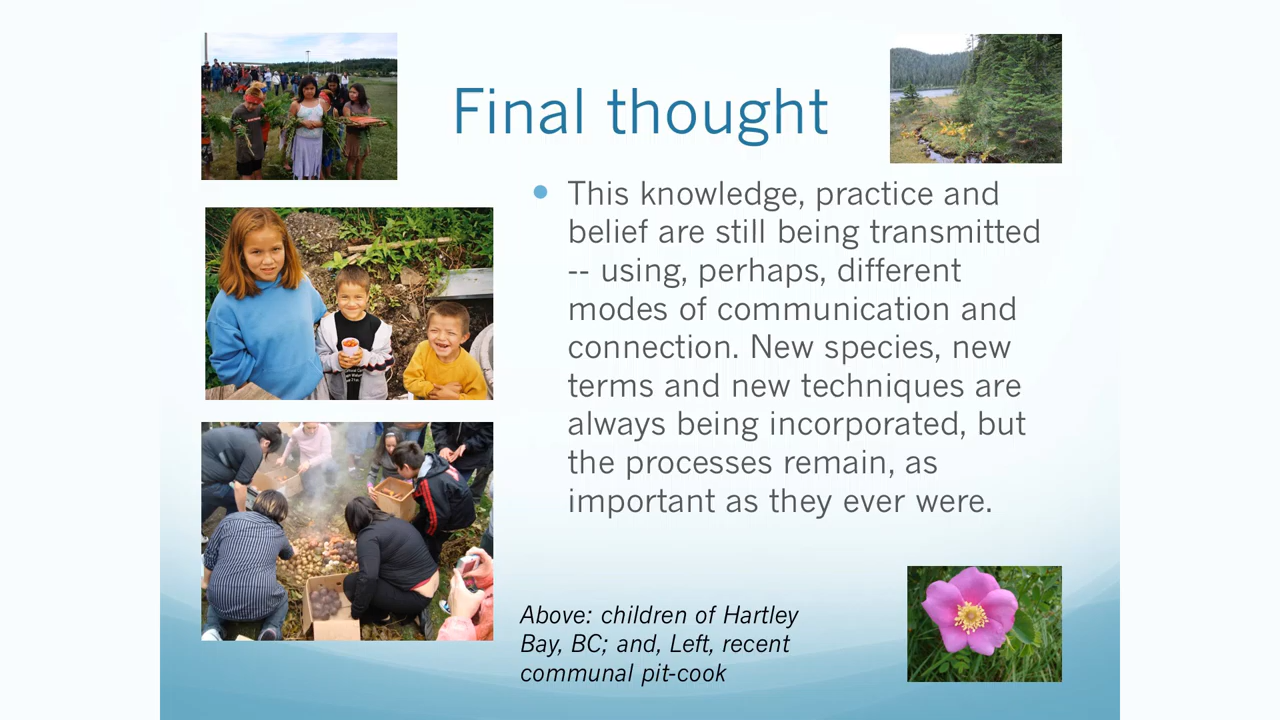 Final thought
This knowledge, practice and
belief are still being transmitted
-- using, perhaps, different
modes of communication and
connection. New species, new
terms and new techniques are
always being incorporated, but
the processes remain, as
important as they ever were.
Above: children of Hartley
Bay, BC; and, Left, recent
communal pit-cook